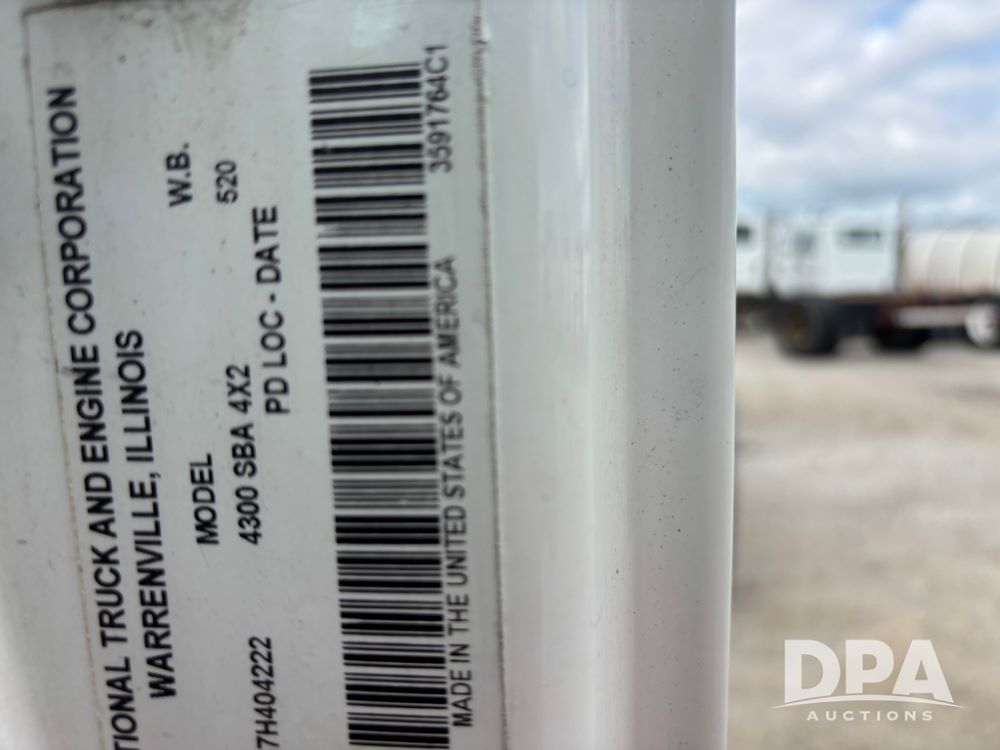 TIONAL TRUCK AND ENGINE CORPORATION
WARRENVILLE, ILLINOIS
MODEL W.B.
4300 SBA 4X2 520
7H404222 PD LOC - DATE
MADE IN THE UNITED STATES OF AMERICA 3591764C1
DPA
AUCTIONS